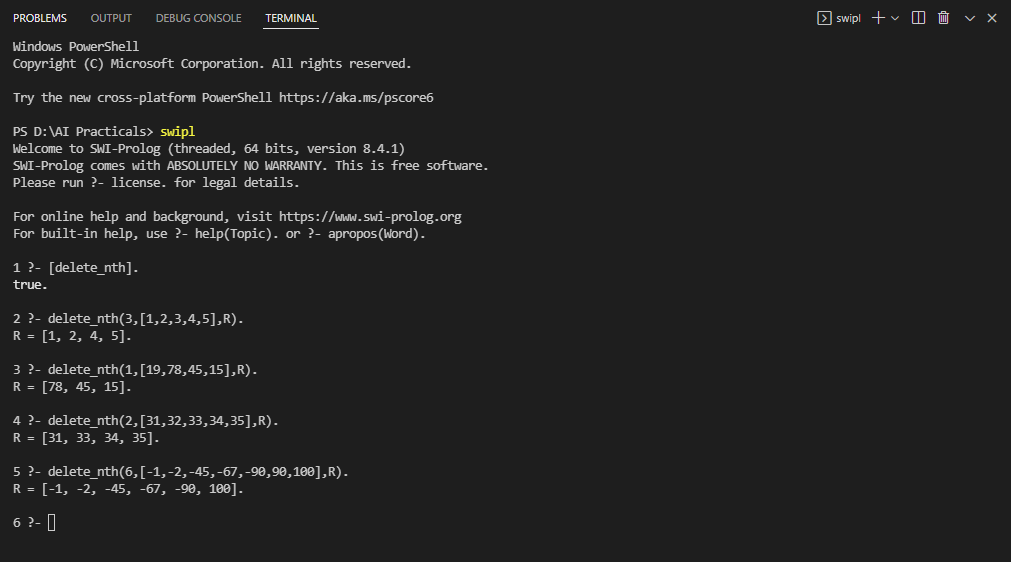 PROBLEMS OUTPUT DEBUG CONSOLE TERMINAL swipl
Windows PowerShell
Copyright (C) Microsoft Corporation. All rights reserved.
Try the new cross-platform PowerShell https://aka.ms/pscore6
PS D:\AI Practicals> swipl
Welcome to SWI-Prolog (threaded, 64 bits, version 8.4.1)
SWI-Prolog comes with ABSOLUTELY NO WARRANTY. This is free software.
Please run ?- license. for legal details.
For online help and background, visit https://www.swi-prolog.org
For built-in help, use ?- help(Topic). or ?- apropos(Word).
1 ?- [delete_nth].
true.
2 ?- delete_nth(3,[1,2,3,4,5],R).
R = [1, 2, 4, 5].
3 ?- delete_nth(1,[19,78,45,15],R).
R = [78, 45, 15].
4 ?- delete_nth(2,[31,32,33,34,35],R).
R = [31, 33, 34, 35].
5 ?- delete_nth(6,[-1,-2,-45,-67,-90,90,100],R).
R = [-1, -2, -45, -67, -90, 100].
6 ?-